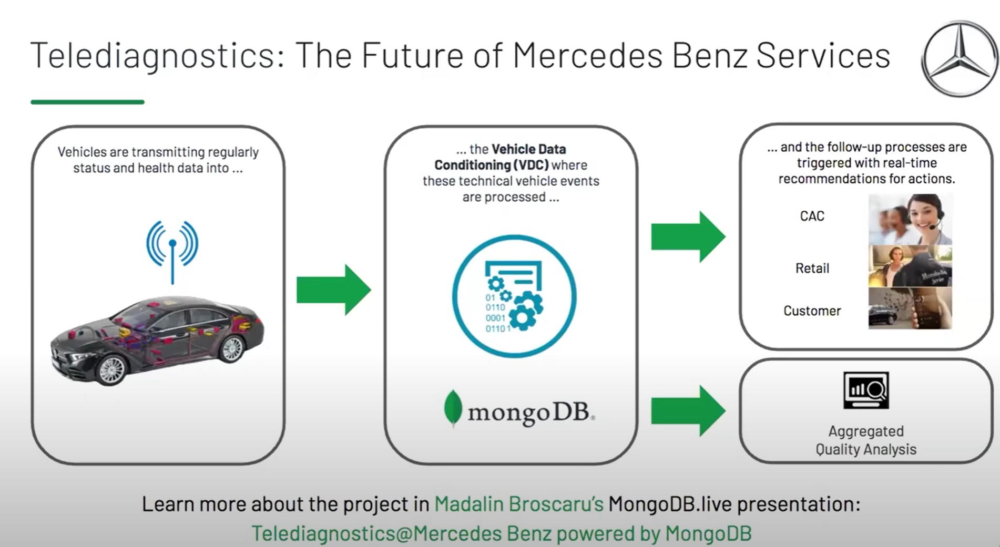 Telediagnostics: The Future of Mercedes Benz Services
Vehicles are transmitting regularly
status and health data into ...
... the Vehicle Data
Conditioning (VDC) where
these technical vehicle events
are processed ...
01
0110
0001
01101
mongoDB®
... and the follow-up processes are
triggered with real-time
recommendations for actions.
CAC
Retail
Customer
Aggregated
Quality Analysis
Learn more about the project in Madalin Broscaru's MongoDB.live presentation:
Telediagnostics@Mercedes Benz powered by MongoDB